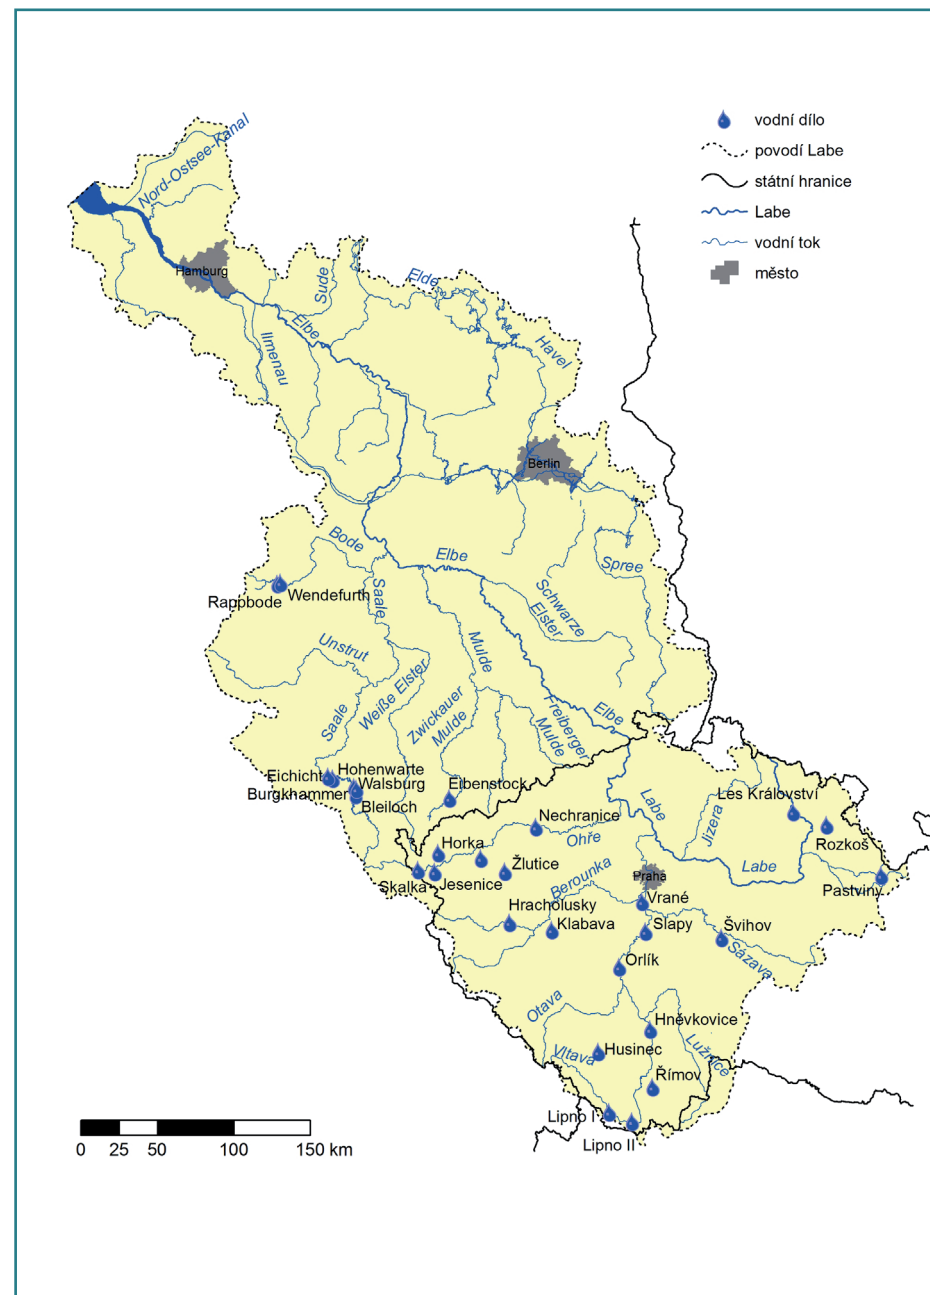 vodní dílo
povodí Labe
státní hranice
Labe
vodní tok
město
Nord-Ostsee-Kanal
Hamburg
Sude
Elde
Elbe
Ilmenau
Havel
Berlin
Bode
Elbe
Spree
Rappbode
Wendefurth
Saale
Schwarze
Elster
Unstrut
Mulde
Weiße Elster
Saale
Zwickauer
Mulde
Freiberger
Mulde
Elbe
Eichicht
Hohenwarte
Walsburg
Burgkhammer
Bleiloch
Eibenstock
Nechranice
Ohře
Labe
Jizera
Les Království
Rozkoš
Horka
Žlutice
Skalka
Jesenice
Berounka
Praha
Labe
Pastviny
Vrané
Hracholusky
Klabava
Slapy
Švihov
Sázava
Orlík
Otava
Hněvkovice
Vltava
Husinec
Lužnice
Římov
Lipno I
Lipno II
0 25 50 100 150 km